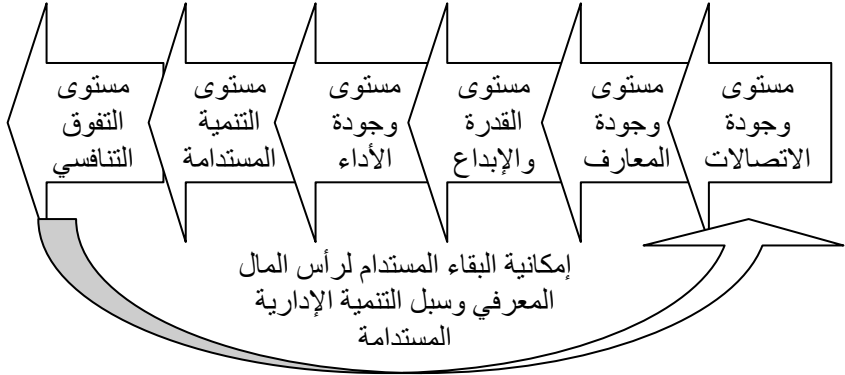 مستوى
وجودة
الاتصالات
مستوى
وجودة
المعارف
مستوى
القدرة
والإبداع
مستوى
وجودة
الأداء
مستوى
التنمية
المستدامة
مستوى
التفوق
التنافسي
إمكانية البقاء المستدام لرأس المال
المعرفي وسبل التنمية الإدارية
المستدامة